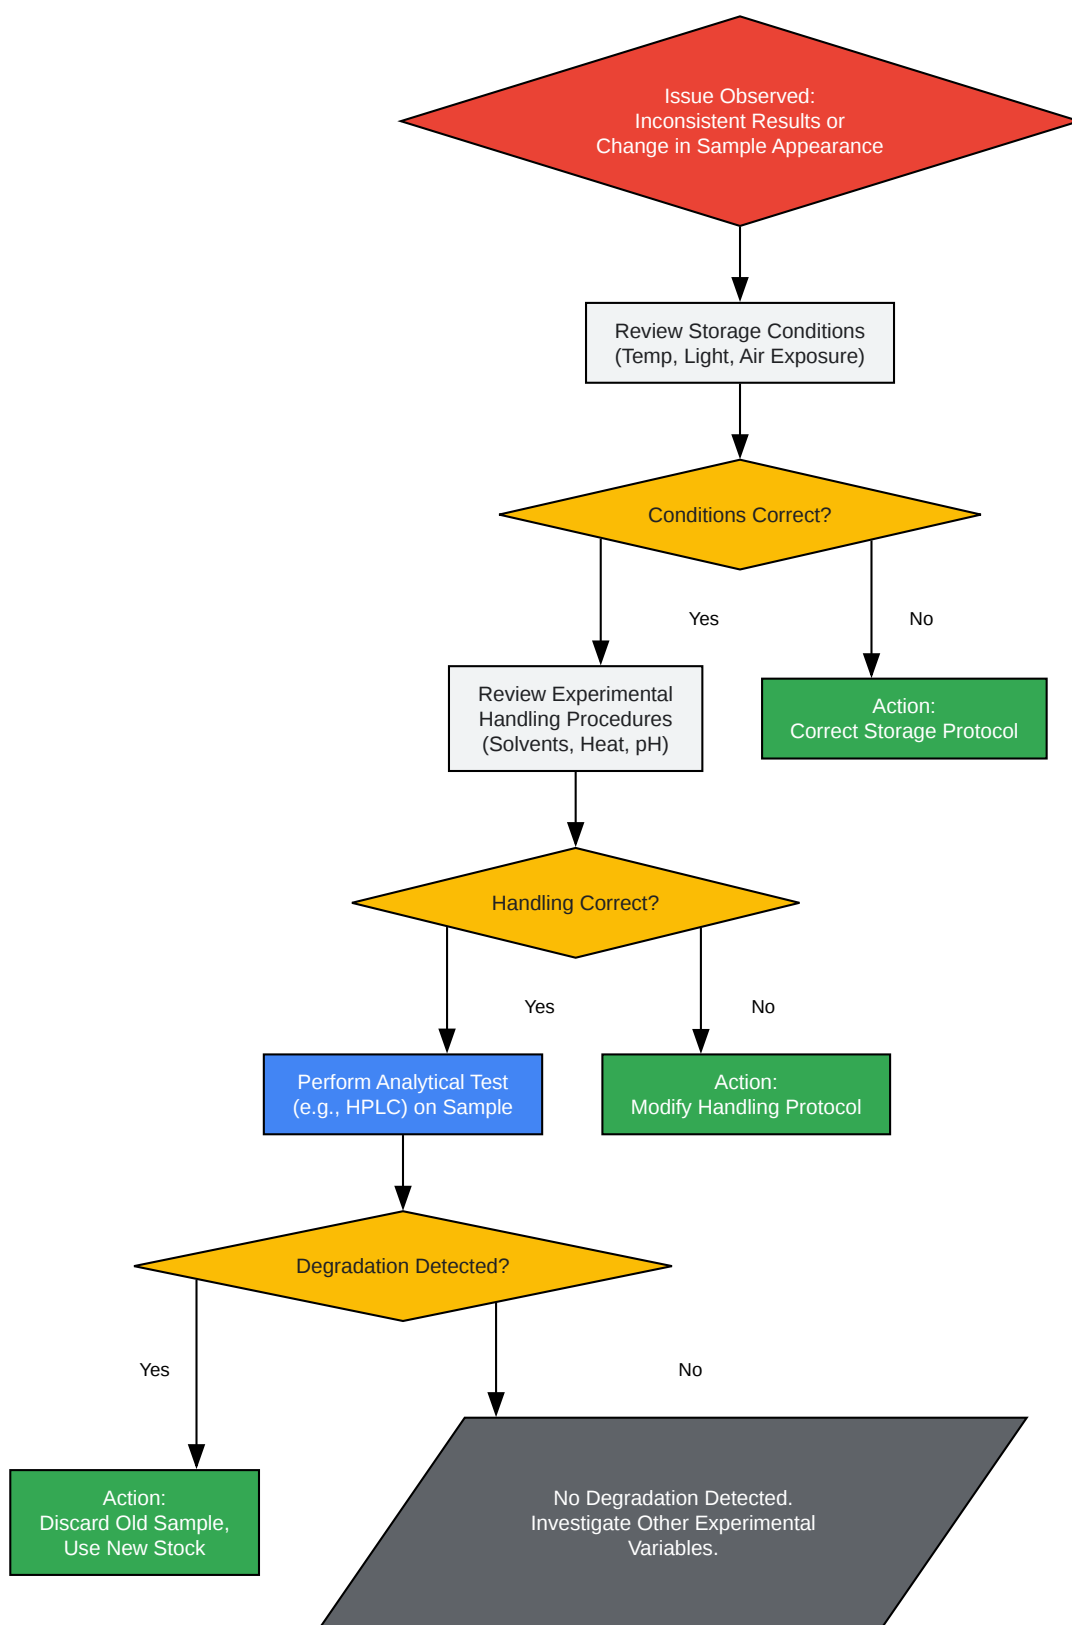 Issue Observed:
Inconsistent Results or
Change in Sample Appearance
Review Storage Conditions
(Temp, Light, Air Exposure)
Conditions Correct?
Yes
No
Review Experimental
Handling Procedures
(Solvents, Heat, pH)
Action:
Correct Storage Protocol
Handling Correct?
Yes
No
Perform Analytical Test
(e.g., HPLC) on Sample
Action:
Modify Handling Protocol
Degradation Detected?
Yes
No
Action:
Discard Old Sample,
Use New Stock
No Degradation Detected.
Investigate Other Experimental
Variables.